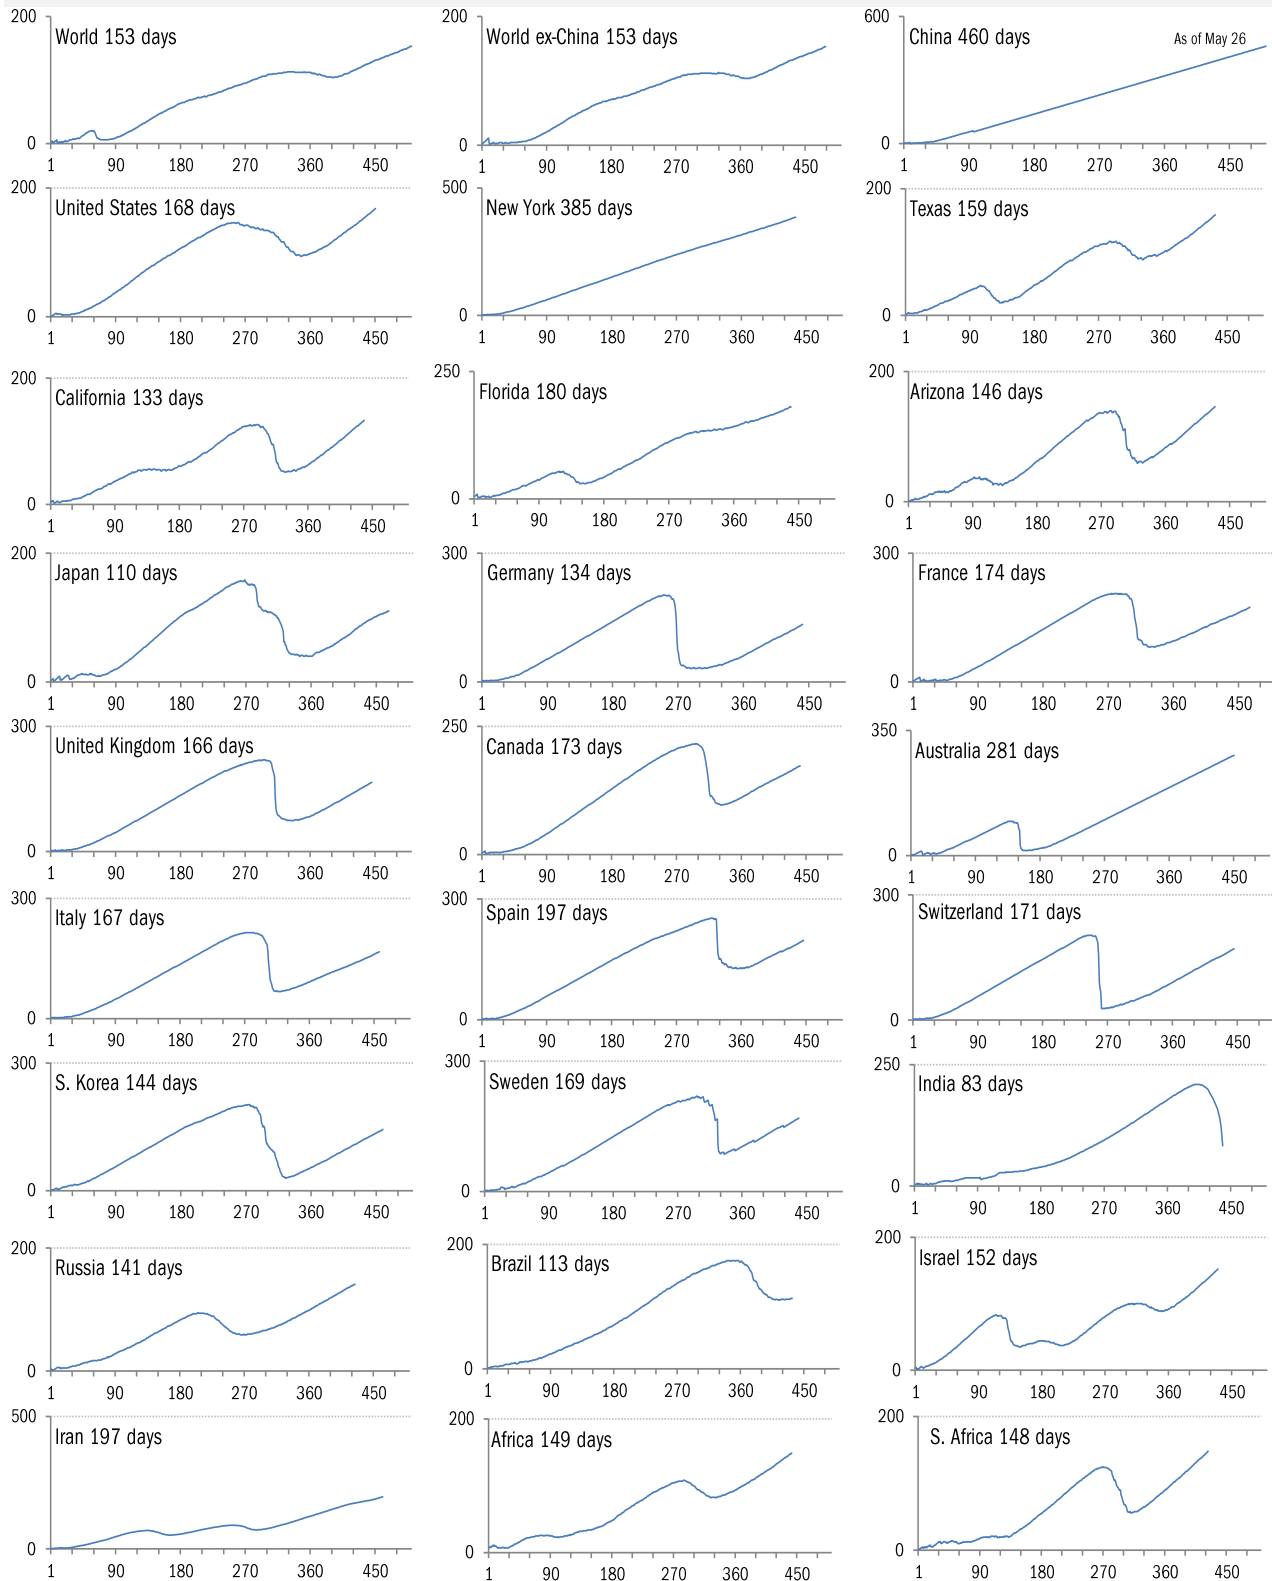 200
World 153 days
0
1 90 180 270 360 450
200
World ex-China 153 days
0
1 90 180 270 360 450
600
China 460 days
As of May 26
0
1 90 180 270 360 450
200
United States 168 days
0
1 90 180 270 360 450
500
New York 385 days
0
1 90 180 270 360 450
200
Texas 159 days
0
1 90 180 270 360 450
200
California 133 days
0
1 90 180 270 360 450
250
Florida 180 days
0
1 90 180 270 360 450
200
Arizona 146 days
0
1 90 180 270 360 450
200
Japan 110 days
0
1 90 180 270 360 450
300
Germany 134 days
0
1 90 180 270 360 450
300
France 174 days
0
1 90 180 270 360 450
300
United Kingdom 166 days
0
1 90 180 270 360 450
250
Canada 173 days
0
1 90 180 270 360 450
350
Australia 281 days
0
1 90 180 270 360 450
300
Italy 167 days
0
1 90 180 270 360 450
300
Spain 197 days
0
1 90 180 270 360 450
300
Switzerland 171 days
0
1 90 180 270 360 450
300
S. Korea 144 days
0
1 90 180 270 360 450
300
Sweden 169 days
0
1 90 180 270 360 450
250
India 83 days
0
1 90 180 270 360 450
200
Russia 141 days
0
1 90 180 270 360 450
200
Brazil 113 days
0
1 90 180 270 360 450
200
Israel 152 days
0
1 90 180 270 360 450
500
Iran 197 days
0
1 90 180 270 360 450
200
Africa 149 days
0
1 90 180 270 360 450
200
S. Africa 148 days
0
1 90 180 270 360 450